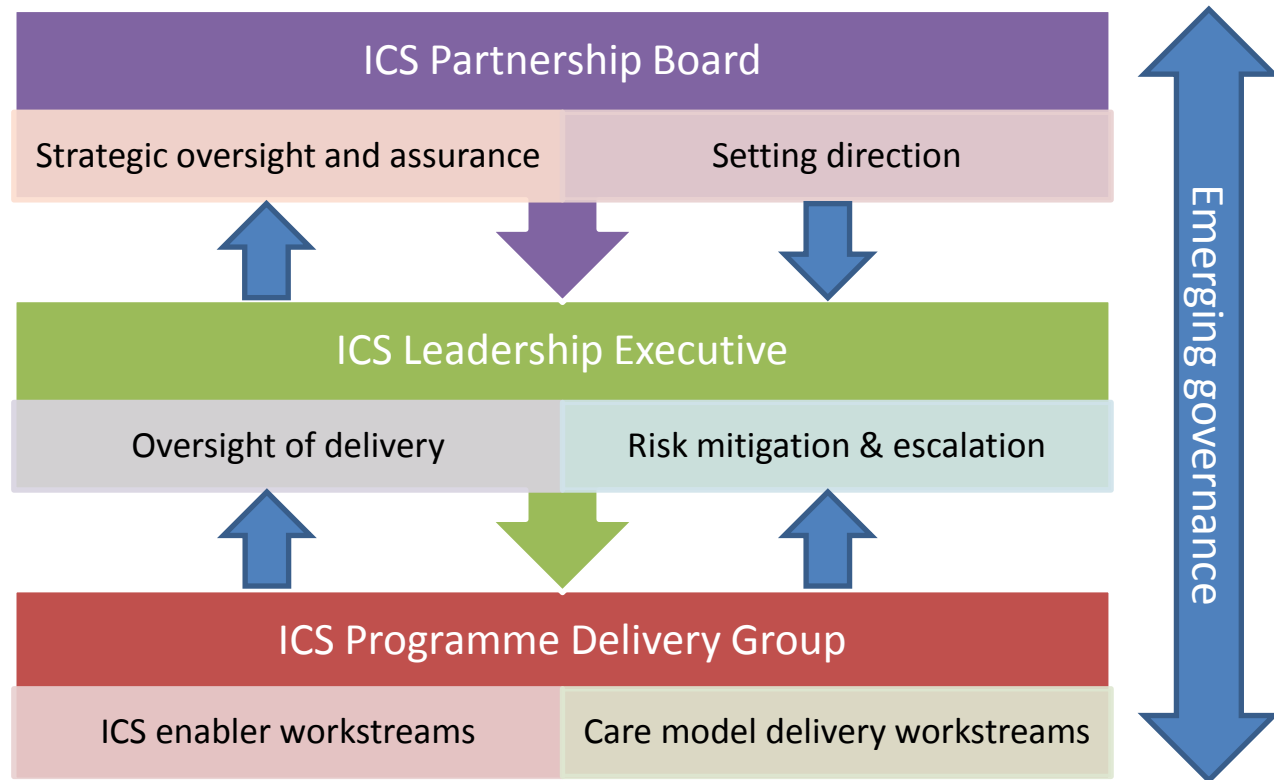 ICS Partnership Board
Strategic oversight and assurance
Setting direction
ICS Leadership Executive
Oversight of delivery
Risk mitigation & escalation
ICS Programme Delivery Group
ICS enabler workstreams
Care model delivery workstreams
Emerging governance